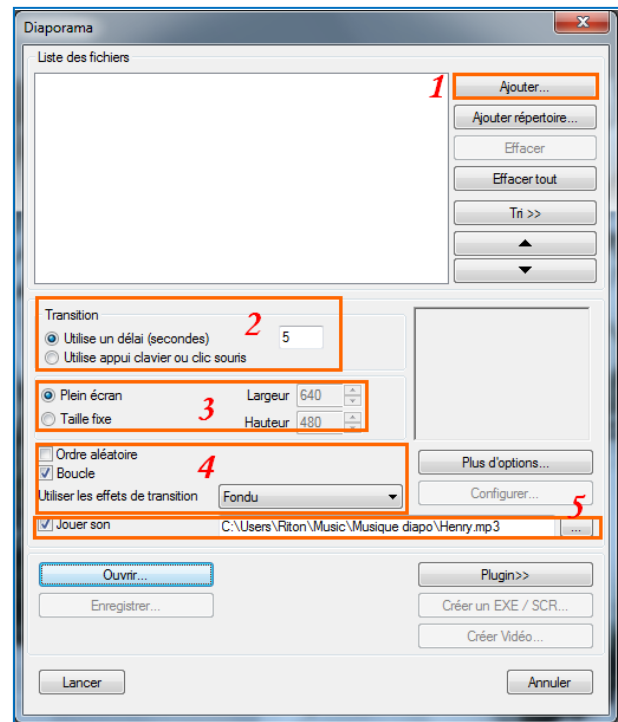 Diaporama
Liste des fichiers
1
Ajouter...
Ajouter répertoire...
Effacer
Effacer tout
Tri >>
Transition
Utilise un délai (secondes) 2 5
Utilise appui clavier ou clic souris
Plein écran Largeur 640
Taille fixe 3 Hauteur 480
Ordre aléatoire
Boucle 4
Utiliser les effets de transition Fondu
Plus d'options...
Configurer...
5
Jouer son C:\Users\Riton\Music\Musique diapo\Henry.mp3 ...
Ouvrir... Plugin>>
Enregistrer... Créer un EXE / SCR...
Créer Vidéo...
Lancer Annuler